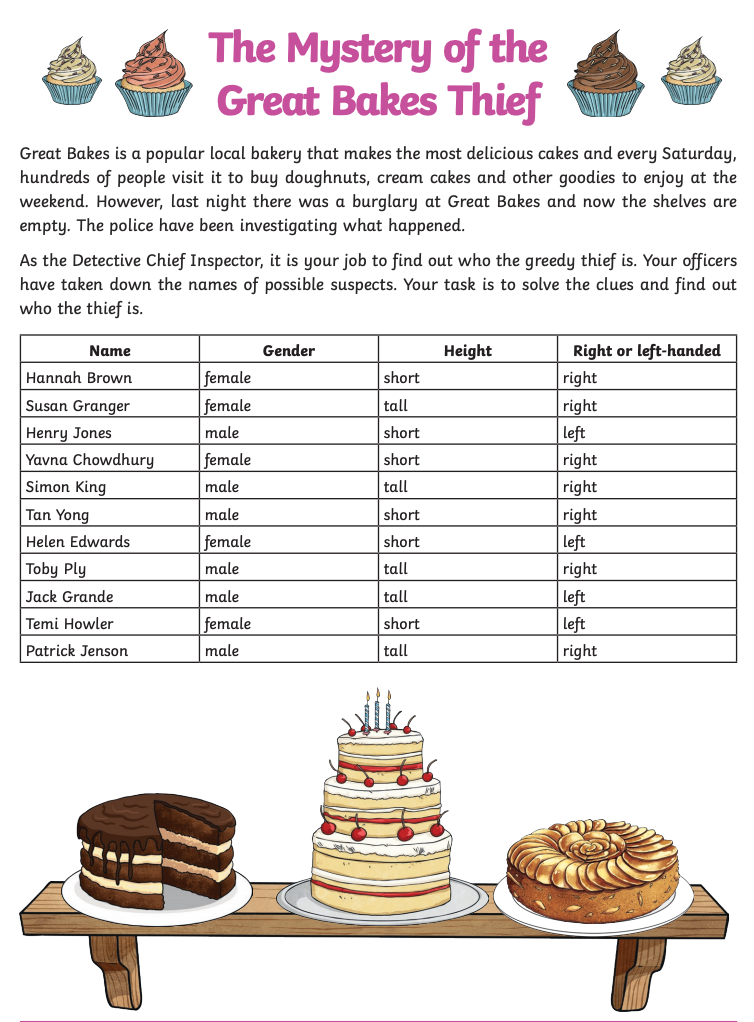 The Mystery of the
Great Bakes Thief
Great Bakes is a popular local bakery that makes the most delicious cakes and every Saturday,
hundreds of people visit it to buy doughnuts, cream cakes and other goodies to enjoy at the
weekend. However, last night there was a burglary at Great Bakes and now the shelves are
empty. The police have been investigating what happened.
As the Detective Chief Inspector, it is your job to find out who the greedy thief is. Your officers
have taken down the names of possible suspects. Your task is to solve the clues and find out
who the thief is.
Name Gender Height Right or left-handed
Hannah Brown female short right
Susan Granger female tall right
Henry Jones male short left
Yavna Chowdhury female short right
Simon King male tall right
Tan Yong male short right
Helen Edwards female short left
Toby Ply male tall right
Jack Grande male tall left
Temi Howler female short left
Patrick Jenson male tall right